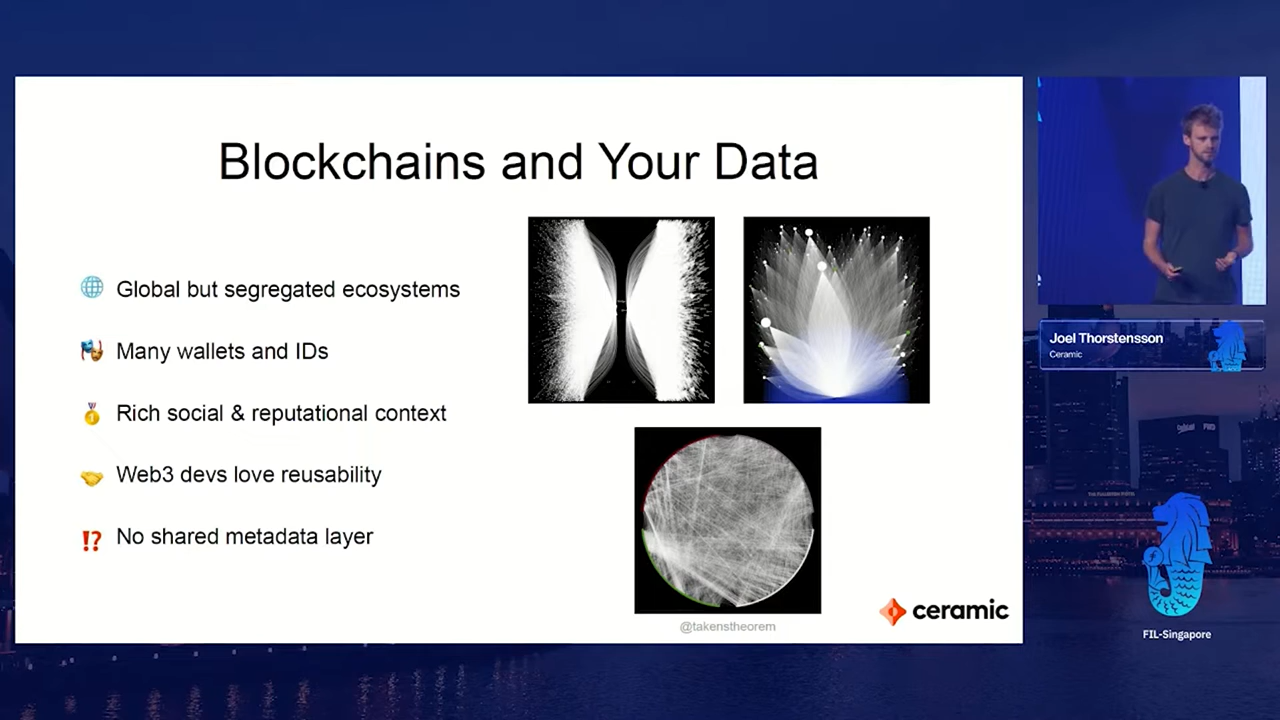 Blockchains and Your Data
Global but segregated ecosystems
Many wallets and IDs
Rich social & reputational context
Web3 devs love reusability
No shared metadata layer
@takenstheorem
ceramic
Joel Thorstensson
Ceramic
FIL-Singapore